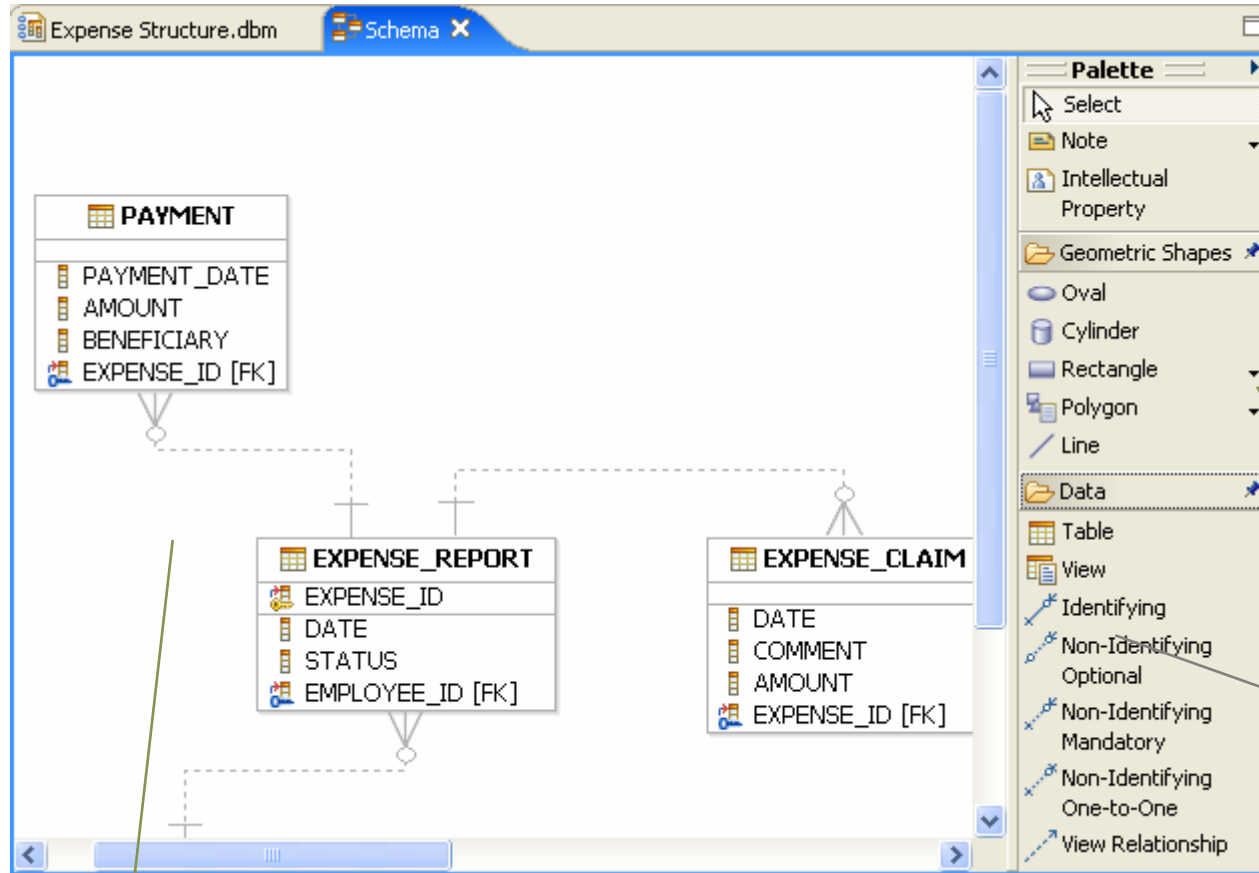 Expense Structure.dbm
Schema
PAYMENT
PAYMENT_DATE
AMOUNT
BENEFICIARY
EXPENSE_ID [FK]
EXPENSE_REPORT
EXPENSE_ID
DATE
STATUS
EMPLOYEE_ID [FK]
EXPENSE_CLAIM
DATE
COMMENT
AMOUNT
EXPENSE_ID [FK]
Palette
Select
Note
Intellectual
Property
Geometric Shapes
Oval
Cylinder
Rectangle
Polygon
Line
Data
Table
View
Identifying
Non-Identifying
Optional
Non-Identifying
Mandatory
Non-Identifying
One-to-One
View Relationship